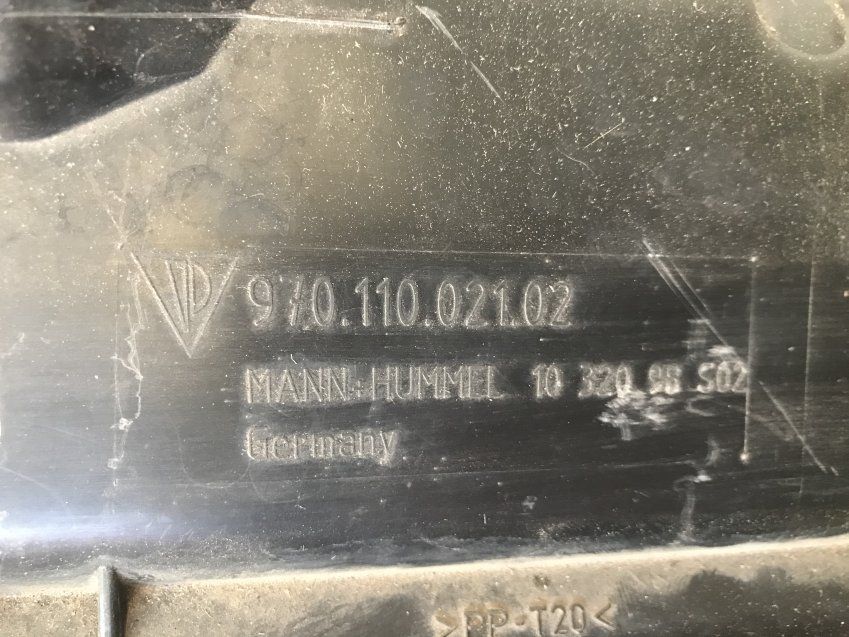 970.110.021.02
MANN+HUMMEL 10 320 98 S02
Germany
>PP-T20<